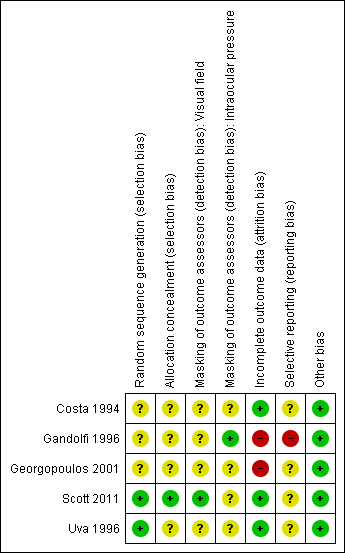 Random sequence generation (selection bias)
Allocation concealment (selection bias)
Masking of outcome assessors (detection bias): Visual field
Masking of outcome assessors (detection bias): Intraocular pressure
Incomplete outcome data (attrition bias)
Selective reporting (reporting bias)
Other bias
Costa 1994 ? ? ? ? + ? +
Gandolfi 1996 ? ? ? + − − +
Georgopoulos 2001 ? ? ? ? − ? +
Scott 2011 + + + ? + ? +
Uva 1996 + ? ? ? + ? +